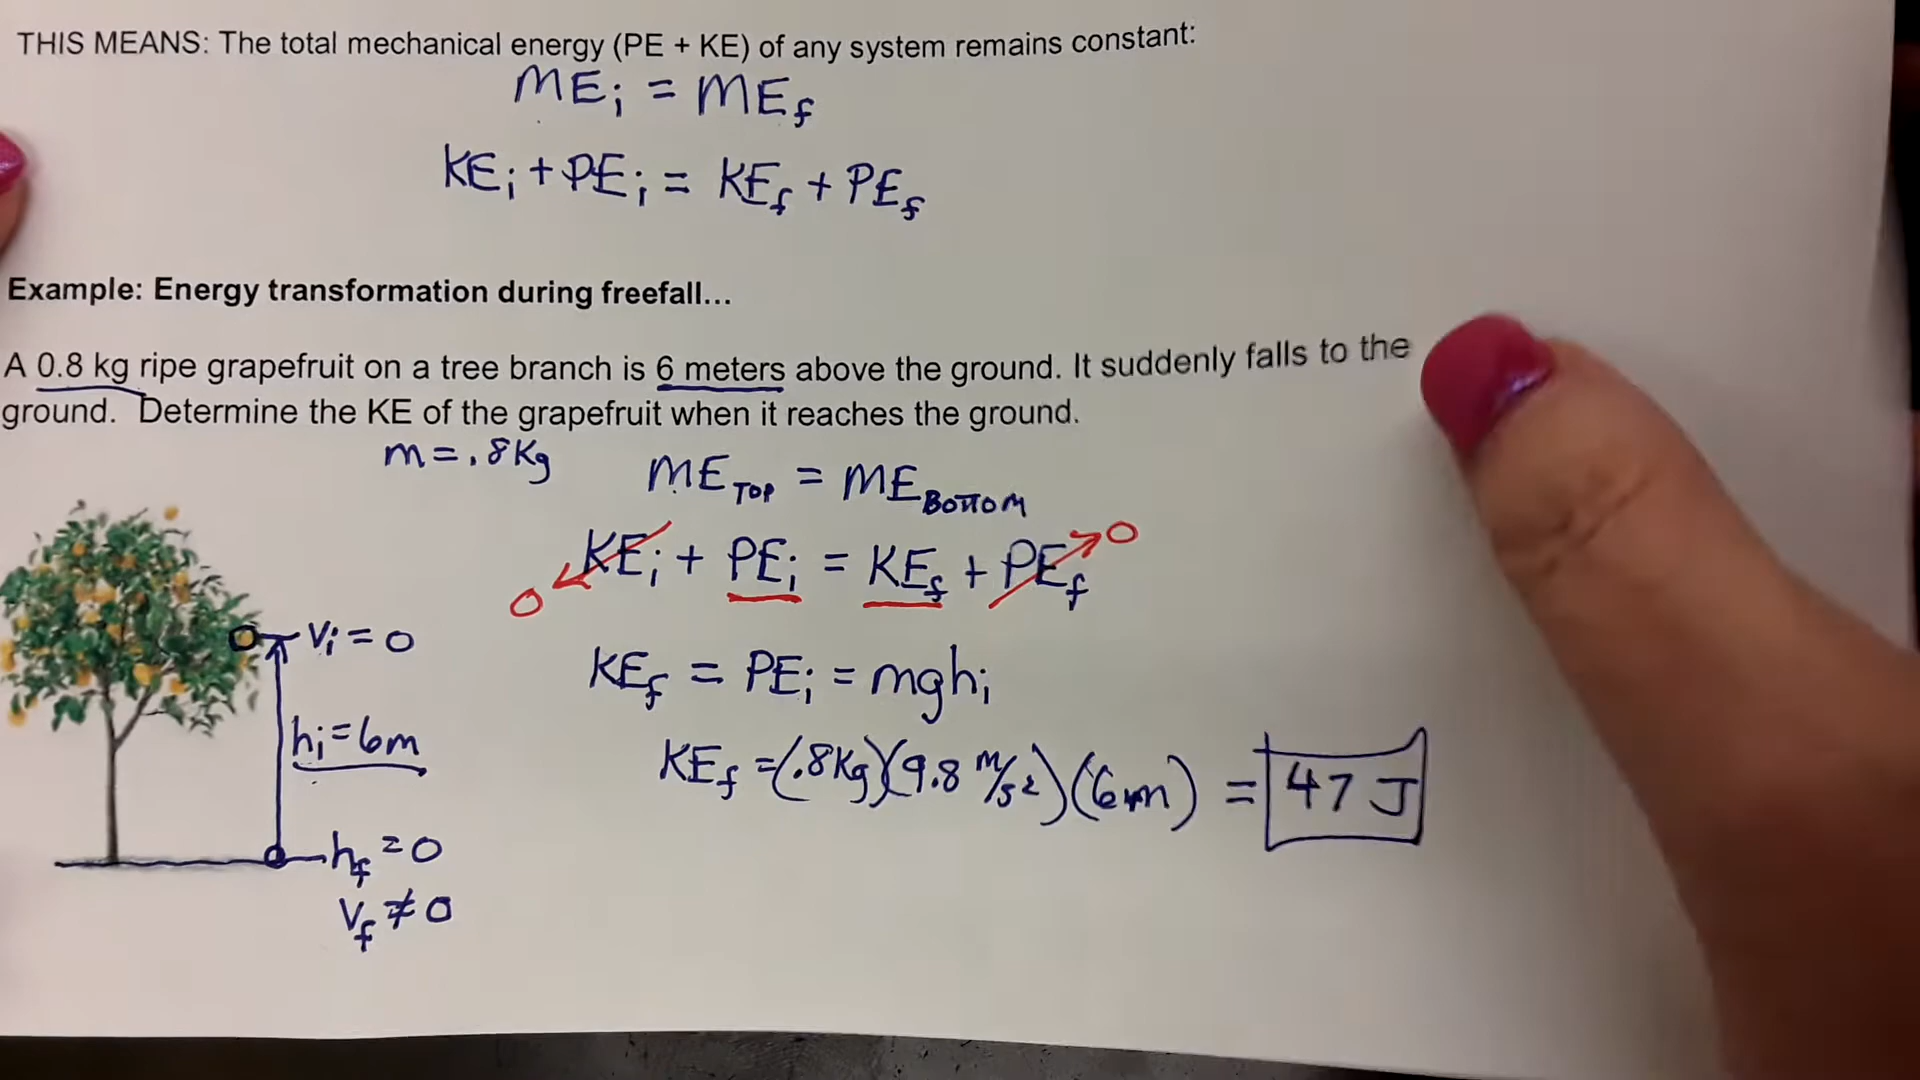 THIS MEANS: The total mechanical energy (PE + KE) of any system remains constant:
MEi = MEf
KEi + PEi = KEf + PEf
Example: Energy transformation during freefall...
A 0.8 kg ripe grapefruit on a tree branch is 6 meters above the ground. It suddenly falls to the
ground. Determine the KE of the grapefruit when it reaches the ground.
m = .8Kg
ME TOP = ME BOTTOM
0 KEi + PEi = KEf + PEf 0
Vi = 0
KEf = PEi = mghi
hi = 6m
KEf = (.8Kg)(9.8 m/s2)(6m) = 47 J
hf = 0
Vf ≠ 0